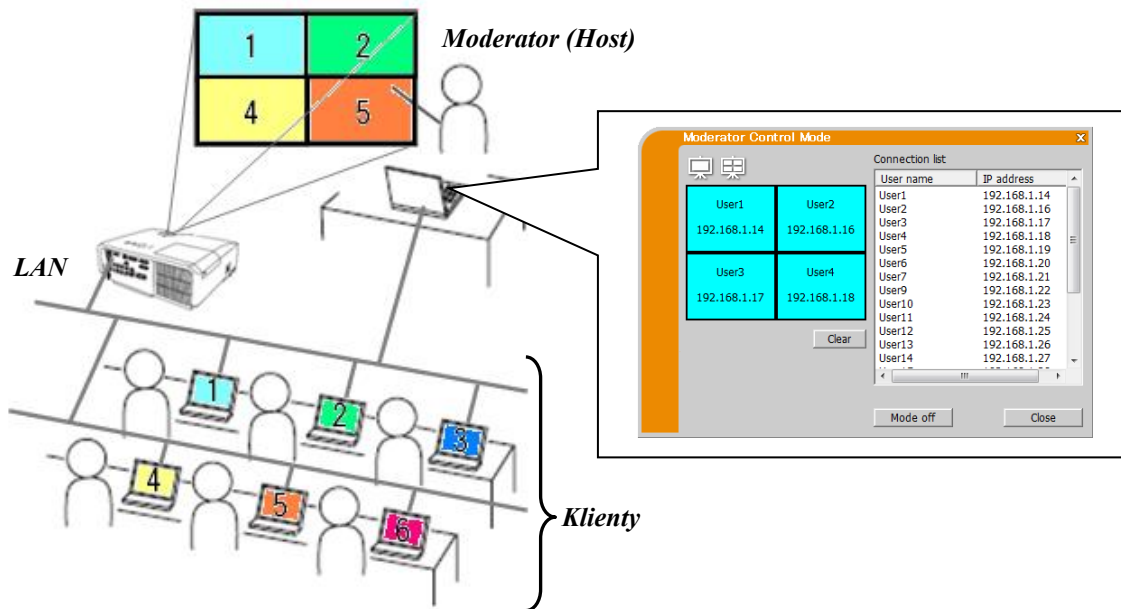 1
2
4
5
Moderator (Host)
LAN
1
2
3
4
5
6
Klienty
Moderator Control Mode
x
User1
192.168.1.14
User2
192.168.1.16
User3
192.168.1.17
User4
192.168.1.18
Clear
Connection list
User name IP address
User1 192.168.1.14
User2 192.168.1.16
User3 192.168.1.17
User4 192.168.1.18
User5 192.168.1.19
User6 192.168.1.20
User7 192.168.1.21
User9 192.168.1.22
User10 192.168.1.23
User11 192.168.1.24
User12 192.168.1.25
User13 192.168.1.26
User14 192.168.1.27
Mode off
Close